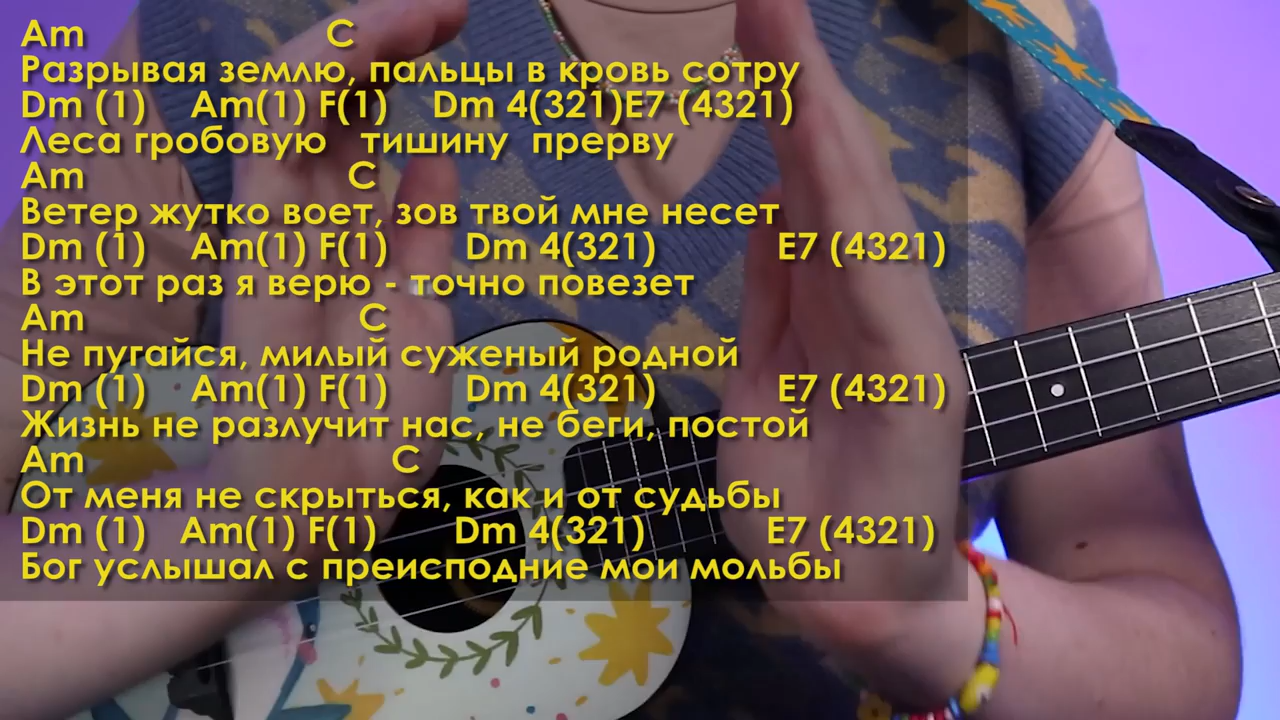 Am C
Разрывая землю, пальцы в кровь сотру
Dm (1) Am(1) F(1) Dm 4(321)E7 (4321)
Леса гробовую тишину прерву
Am C
Ветер жутко воет, зов твой мне несет
Dm (1) Am(1) F(1) Dm 4(321) E7 (4321)
В этот раз я верю - точно повезет
Am C
Не пугайся, милый суженый родной
Dm (1) Am(1) F(1) Dm 4(321) E7 (4321)
Жизнь не разлучит нас, не беги, постой
Am C
От меня не скрыться, как и от судьбы
Dm (1) Am(1) F(1) Dm 4(321) E7 (4321)
Бог услышал с преисподние мои мольбы